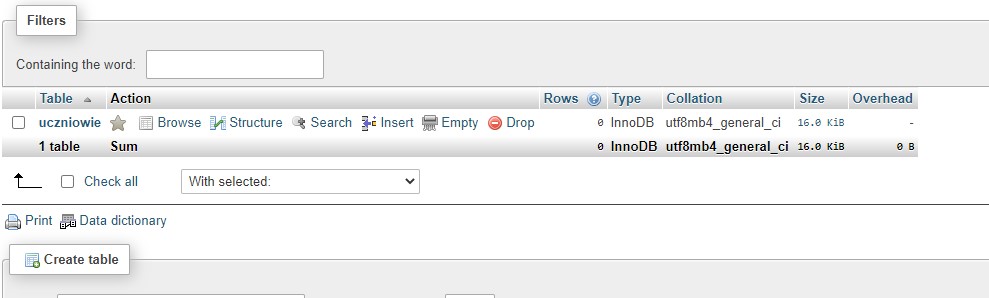 Filters
Containing the word:
Table Action Rows Type Collation Size Overhead
uczniowie Browse Structure Search Insert Empty Drop 0 InnoDB utf8mb4_general_ci 16.0 KiB -
1 table Sum 0 InnoDB utf8mb4_general_ci 16.0 KiB 0 B
Check all With selected:
Print Data dictionary
Create table